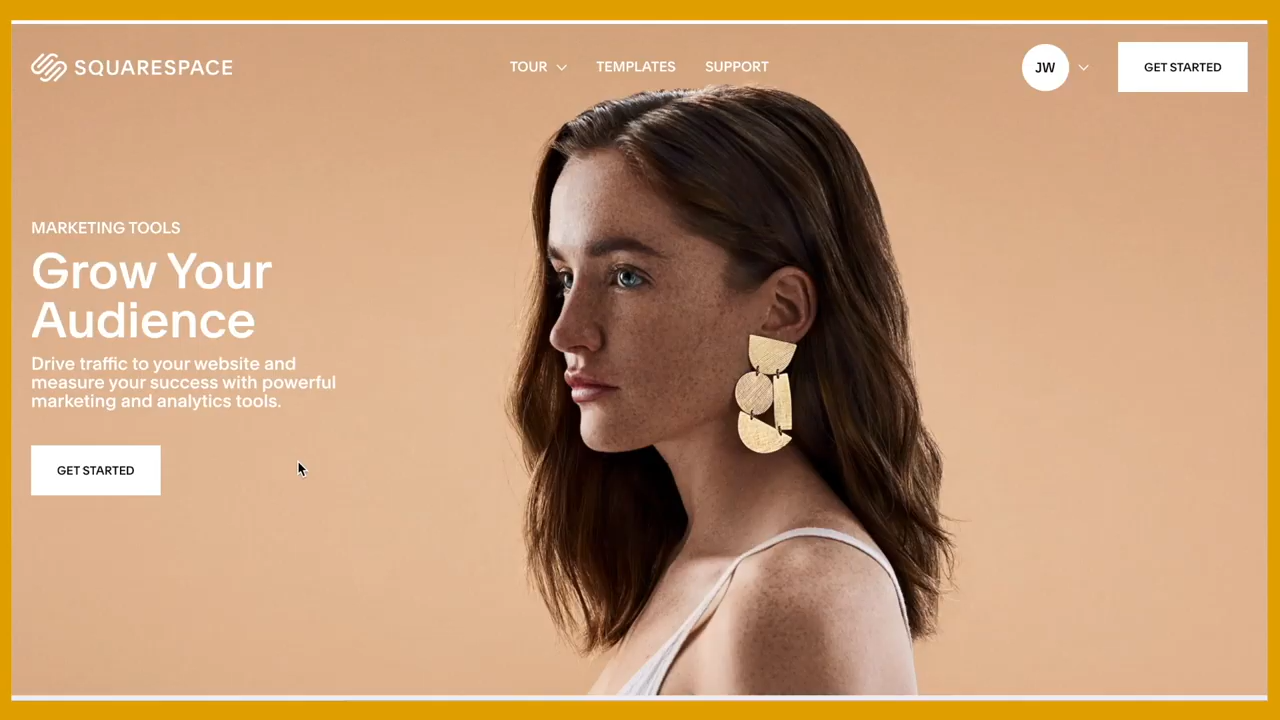 SQUARESPACE
TOUR
TEMPLATES
SUPPORT
JW
GET STARTED
MARKETING TOOLS
Grow Your
Audience
Drive traffic to your website and
measure your success with powerful
marketing and analytics tools.
GET STARTED